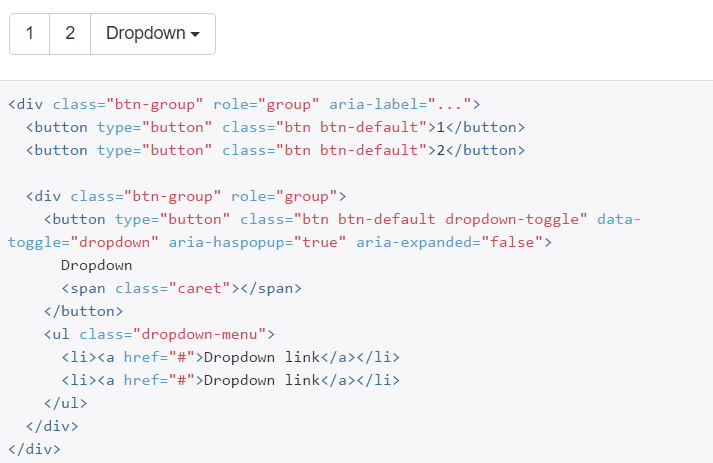 1 2 Dropdown
<div class="btn-group" role="group" aria-label="...">
  <button type="button" class="btn btn-default">1</button>
  <button type="button" class="btn btn-default">2</button>

  <div class="btn-group" role="group">
    <button type="button" class="btn btn-default dropdown-toggle" data-
toggle="dropdown" aria-haspopup="true" aria-expanded="false">
      Dropdown
      <span class="caret"></span>
    </button>
    <ul class="dropdown-menu">
      <li><a href="#">Dropdown link</a></li>
      <li><a href="#">Dropdown link</a></li>
    </ul>
  </div>
</div>